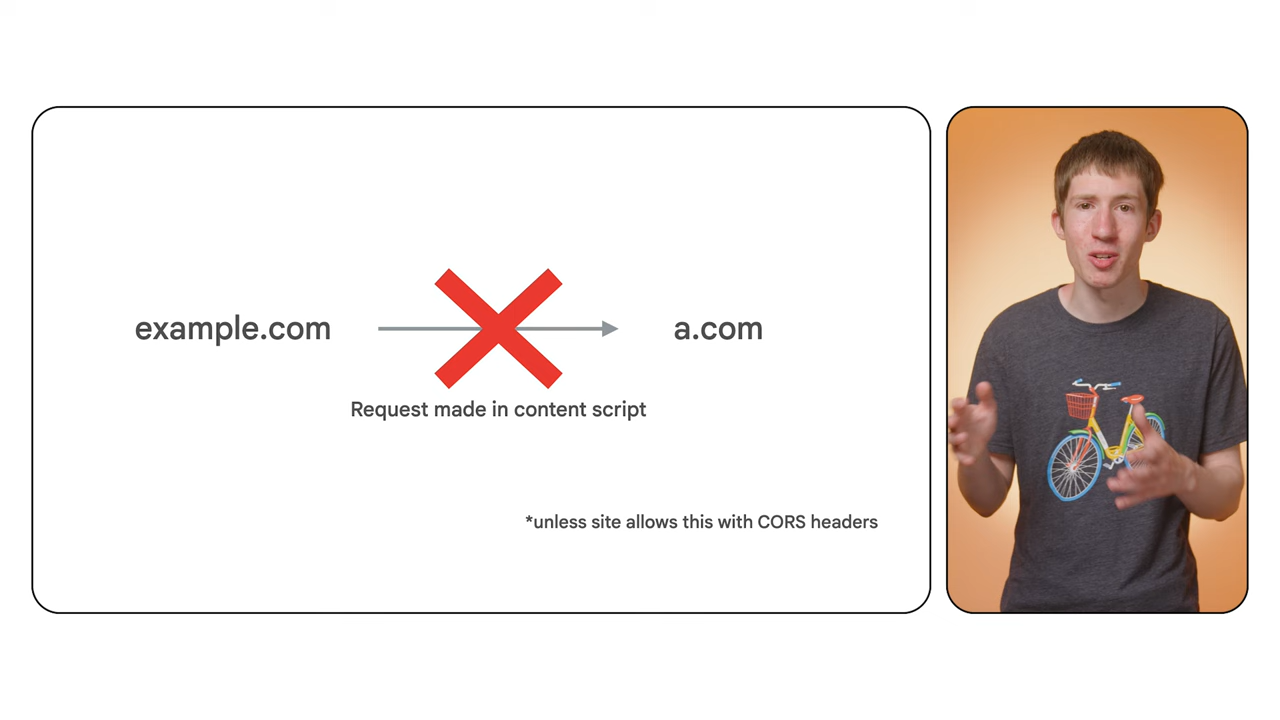 example.com
a.com
Request made in content script
*unless site allows this with CORS headers